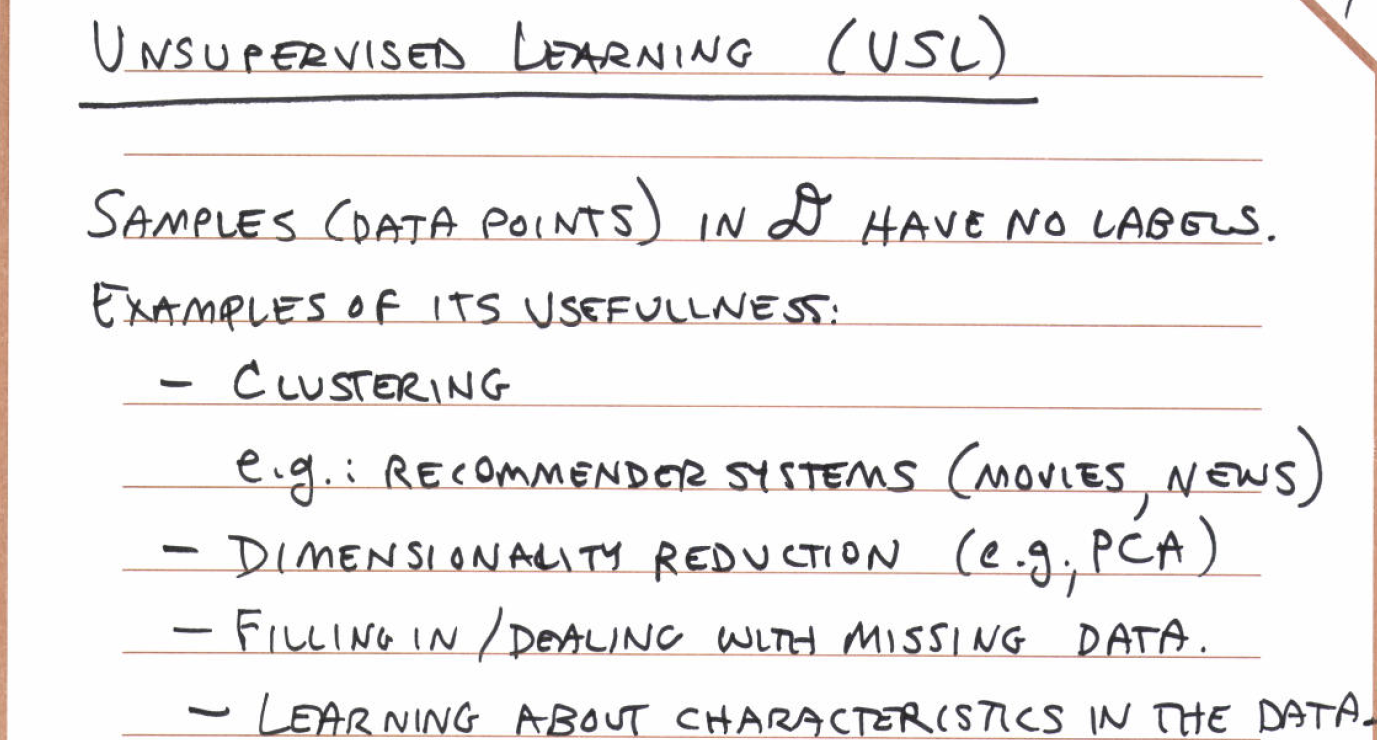 UNSUPERVISED LEARNING (USL)
SAMPLES (DATA POINTS) IN 𝒟 HAVE NO LABELS.
EXAMPLES OF ITS USEFULLNESS:
- CLUSTERING
e.g.: RECOMMENDER SYSTEMS (MOVIES, NEWS)
- DIMENSIONALITY REDUCTION (e.g., PCA)
- FILLING IN / DEALING WITH MISSING DATA.
- LEARNING ABOUT CHARACTERISTICS IN THE DATA.